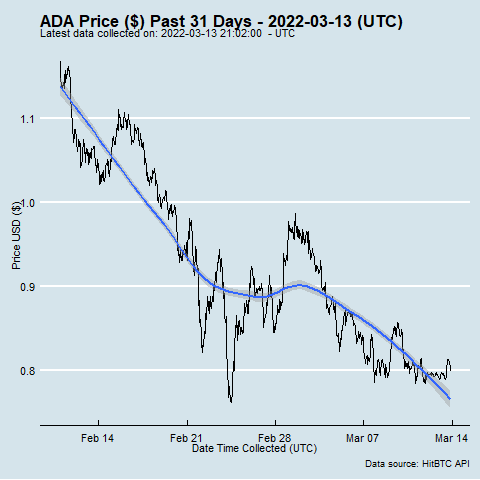 ADA Price ($) Past 31 Days - 2022-03-13 (UTC)
Latest data collected on: 2022-03-13 21:02:00 - UTC
Price USD ($)
1.1
1.0
0.9
0.8
Feb 14 Feb 21 Feb 28 Mar 07 Mar 14
Date Time Collected (UTC)
Data source: HitBTC API